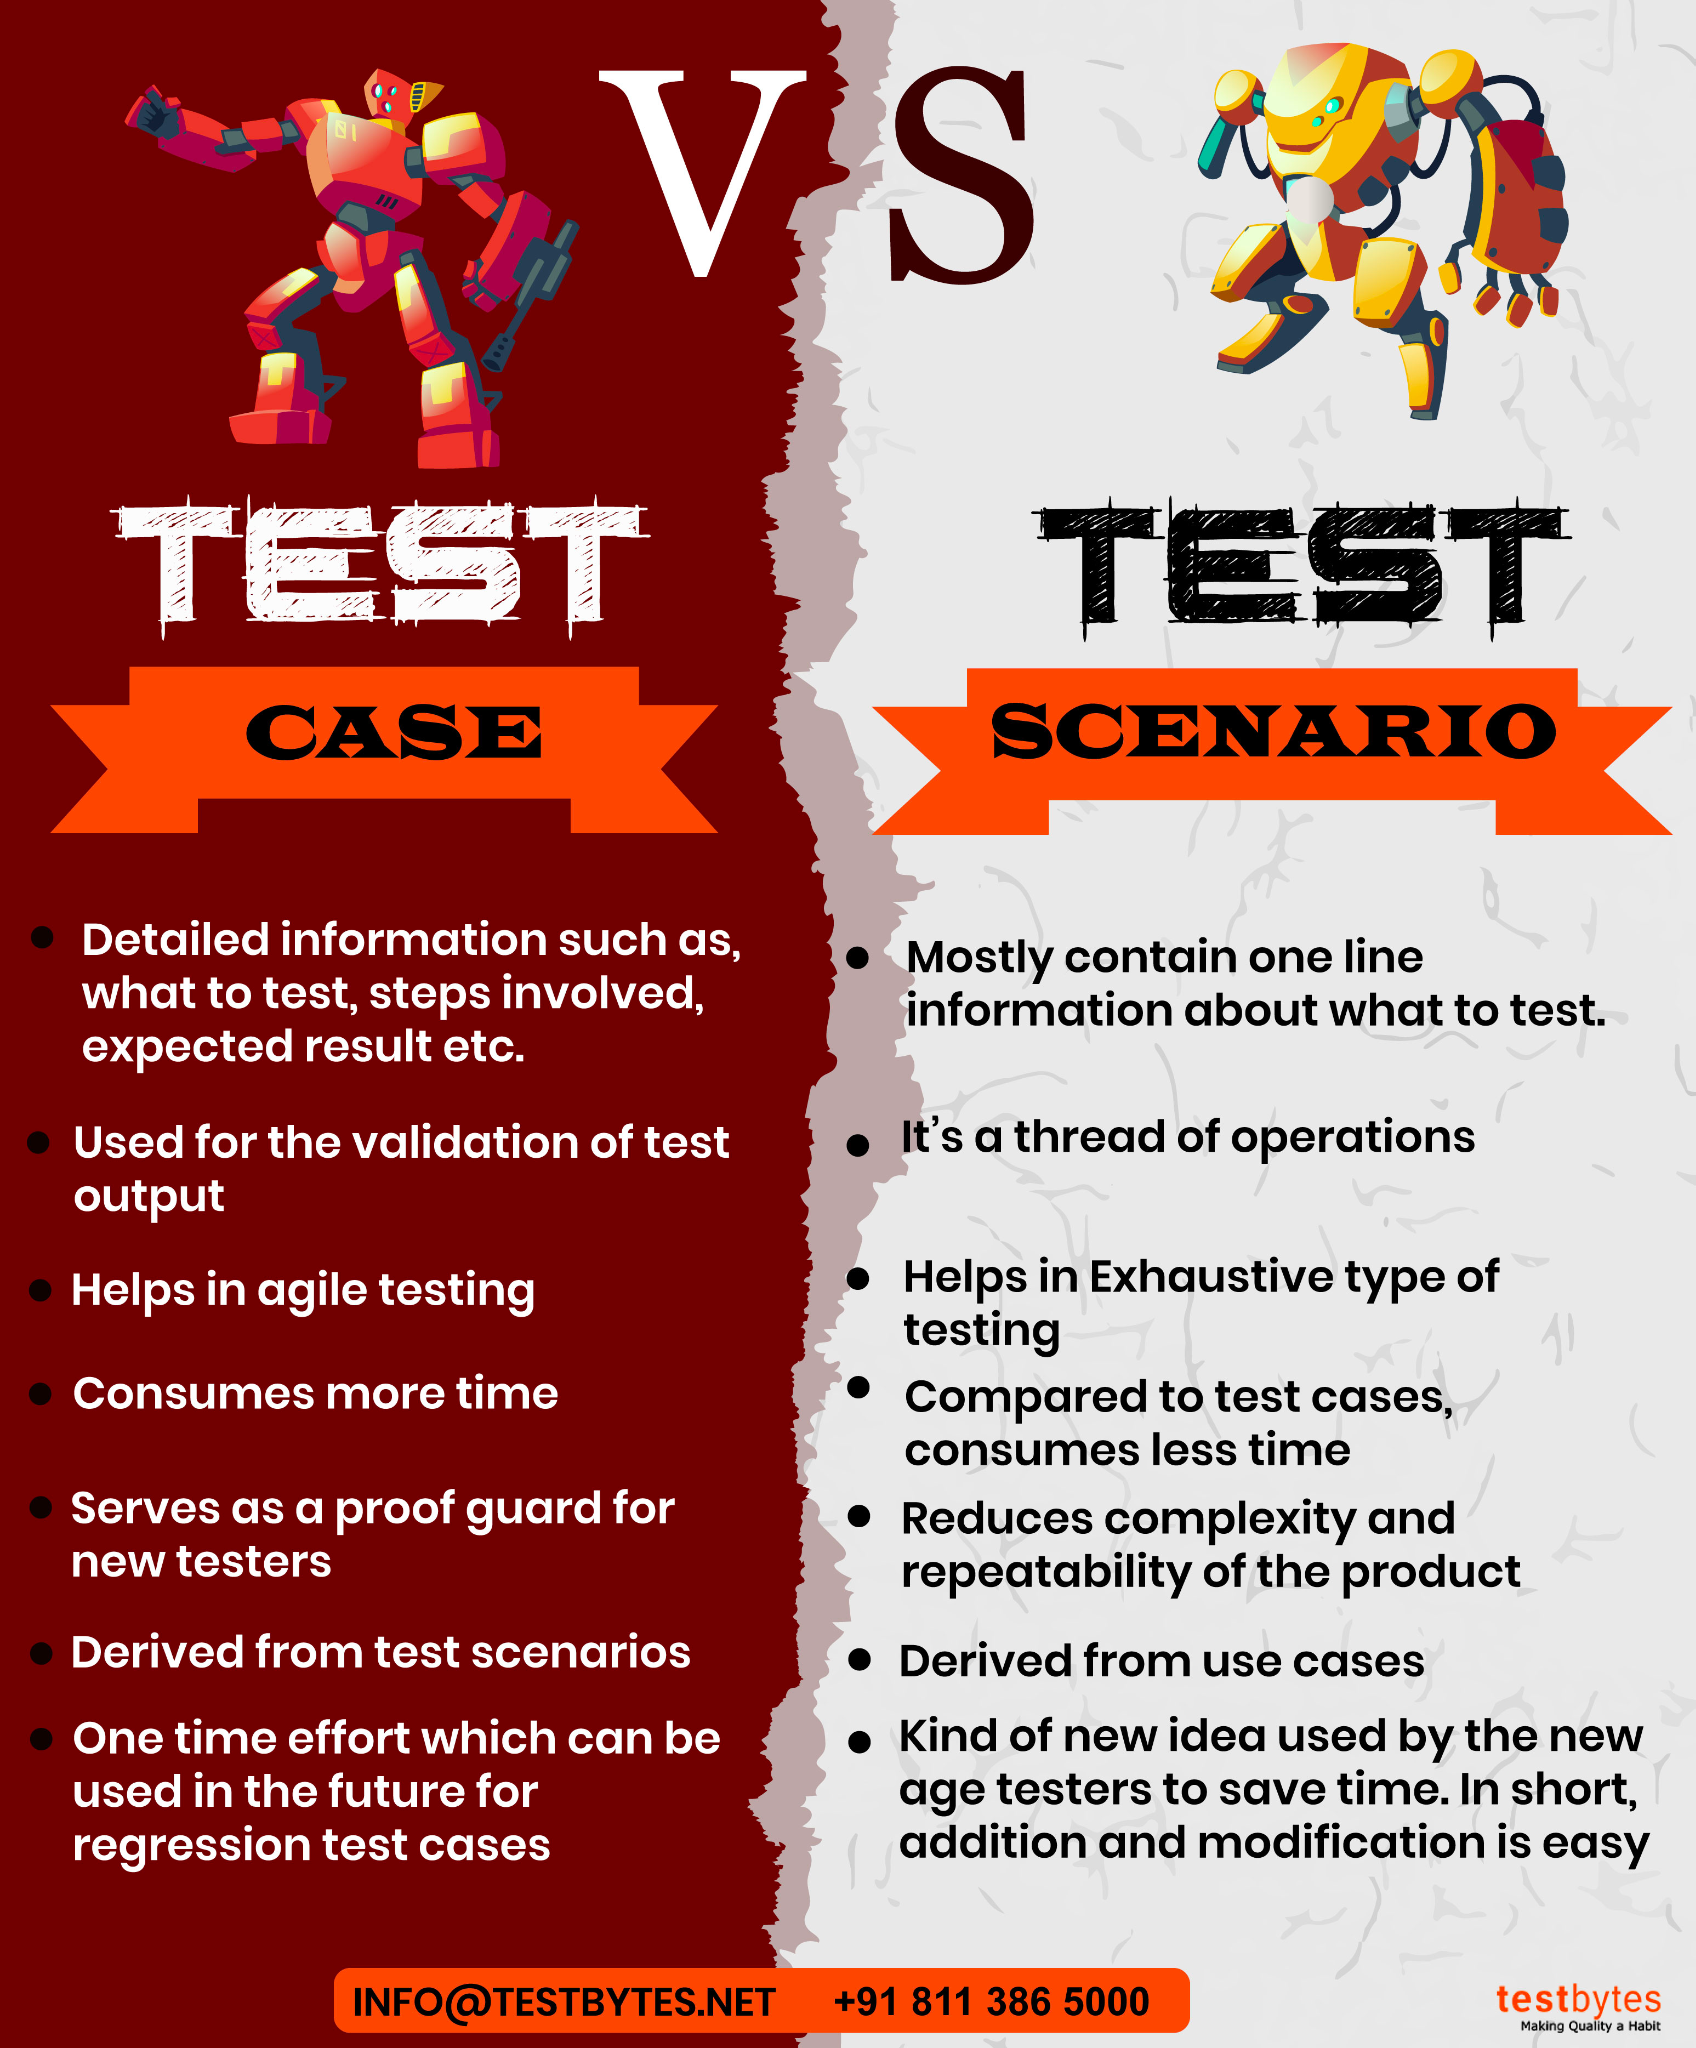 VS
TEST
CASE
Detailed information such as,
what to test, steps involved,
expected result etc.
Used for the validation of test
output
Helps in agile testing
Consumes more time
Serves as a proof guard for
new testers
Derived from test scenarios
One time effort which can be
used in the future for
regression test cases
TEST
SCENARIO
Mostly contain one line
information about what to test.
It's a thread of operations
Helps in Exhaustive type of
testing
Compared to test cases,
consumes less time
Reduces complexity and
repeatability of the product
Derived from use cases
Kind of new idea used by the new
age testers to save time. In short,
addition and modification is easy
INFO@TESTBYTES.NET +91 811 386 5000
testbytes
Making Quality a Habit